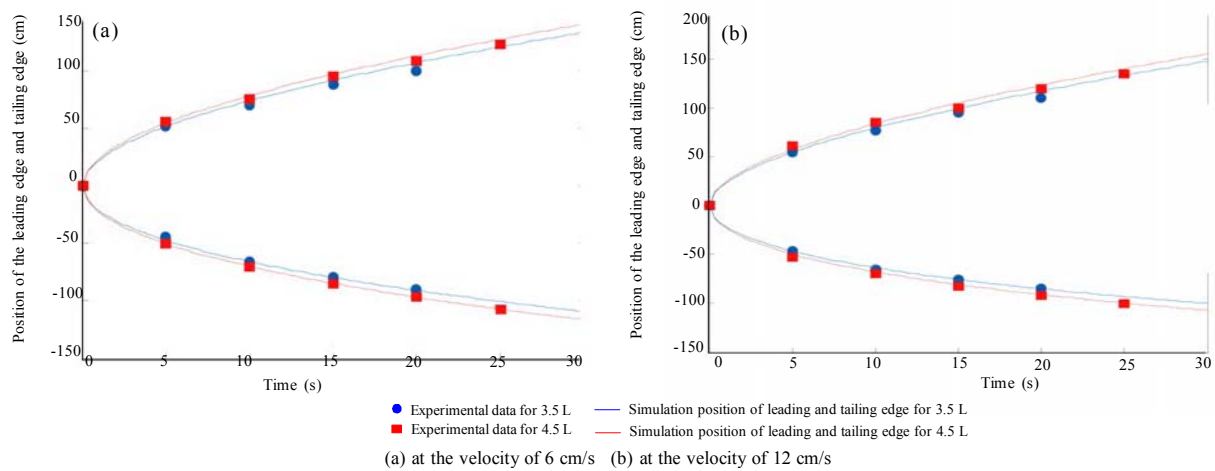 (a)
Position of the leading edge and tailing edge (cm)
150
100
50
0
-50
-100
-150
0 5 10 15 20 25 30
Time (s)
(b)
Position of the leading edge and tailing edge (cm)
200
150
100
50
0
-50
-100
-150
0 5 10 15 20 25 30
Time (s)
Experimental data for 3.5 L Simulation position of leading and tailing edge for 3.5 L
Experimental data for 4.5 L Simulation position of leading and tailing edge for 4.5 L
(a) at the velocity of 6 cm/s (b) at the velocity of 12 cm/s